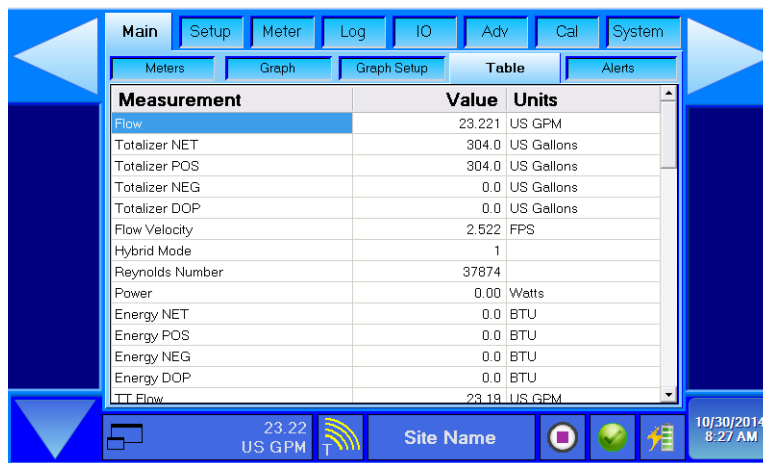 Main Setup Meter Log IO Adv Cal System
Meters Graph Graph Setup Table Alerts
Measurement Value Units
Flow 23.221 US GPM
Totalizer NET 304.0 US Gallons
Totalizer POS 304.0 US Gallons
Totalizer NEG 0.0 US Gallons
Totalizer DOP 0.0 US Gallons
Flow Velocity 2.522 FPS
Hybrid Mode 1
Reynolds Number 37874
Power 0.00 Watts
Energy NET 0.0 BTU
Energy POS 0.0 BTU
Energy NEG 0.0 BTU
Energy DOP 0.0 BTU
TT Flow 23.19 US GPM
23.22
US GPM
T
Site Name
10/30/2014
8:27 AM